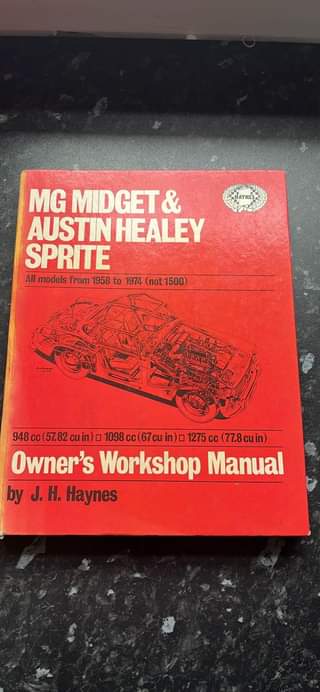 MG MIDGET &
AUSTIN HEALEY
SPRITE
HAYNES
All models from 1958 to 1974 (not 1500)
948 cc (57.82 cu in) □ 1098 cc (67 cu in) □ 1275 cc (77.8 cu in)
Owner's Workshop Manual
by J. H. Haynes